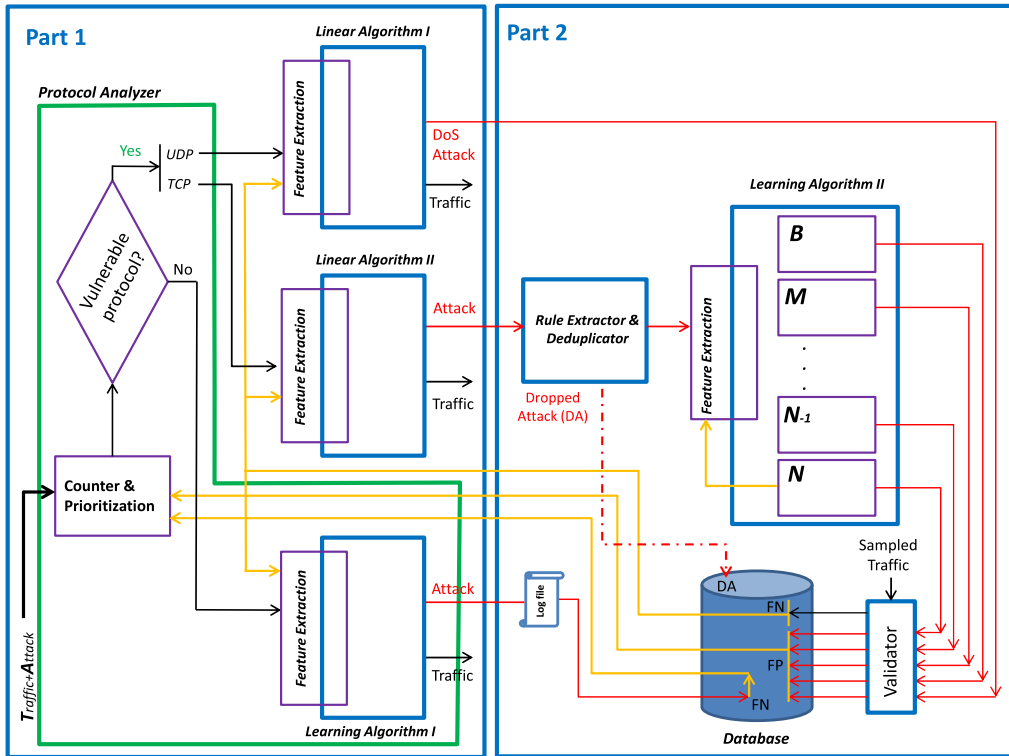 Part 1
Part 2
Linear Algorithm I
Protocol Analyzer
Feature Extraction
Yes
UDP
TCP
DoS
Attack
Traffic
Vulnerable
protocol?
No
Linear Algorithm II
Feature Extraction
Attack
Traffic
Rule Extractor &
Deduplicator
Dropped
Attack (DA)
Learning Algorithm II
Feature Extraction
B
M
.
.
.
.
N-1
N
Counter &
Prioritization
Traffic+Attack
Feature Extraction
Attack
Traffic
Learning Algorithm I
Log file
Sampled
Traffic
DA
FN
FP
FN
Validator
Database